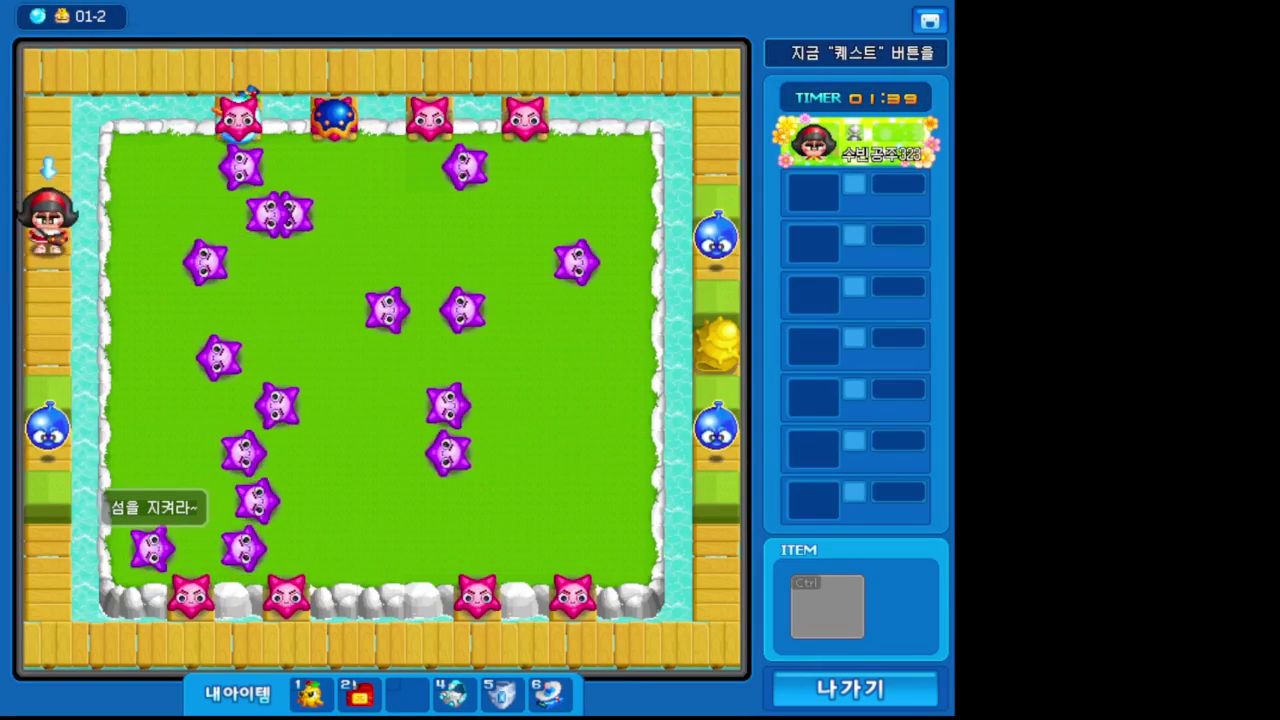 01-2
지금 "퀘스트" 버튼을
TIMER 01:39
수빈공주323
섬을 지켜라~
ITEM
Ctrl
내 아이템 1 2 4 5 6
나가기